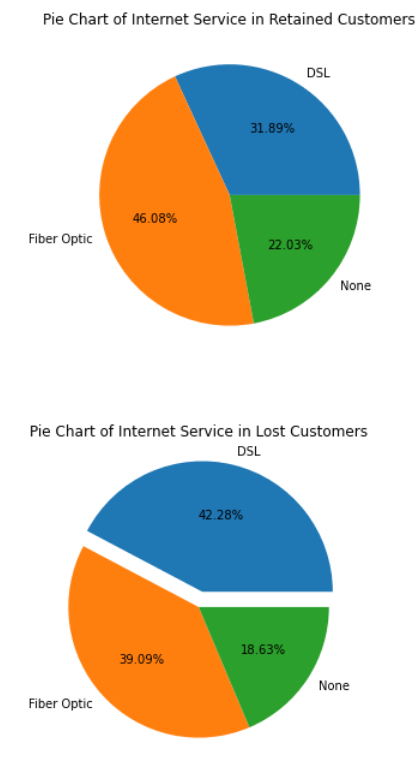 Pie Chart of Internet Service in Retained Customers
DSL
31.89%
46.08%
Fiber Optic
22.03%
None
Pie Chart of Internet Service in Lost Customers
DSL
42.28%
39.09%
18.63%
None
Fiber Optic